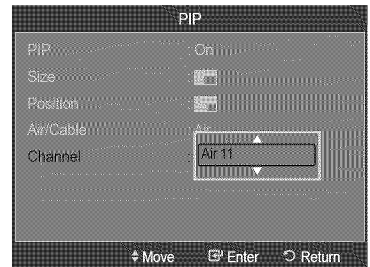 PIP
PIP : On
Size :
Position :
Air/Cable : Air
Channel : Air 11
Move Enter Return